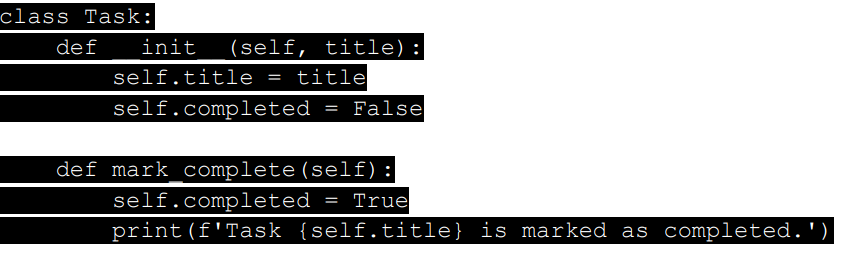 class Task:
    def __init__(self, title):
        self.title = title
        self.completed = False

    def mark_complete(self):
        self.completed = True
        print(f'Task {self.title} is marked as completed.')